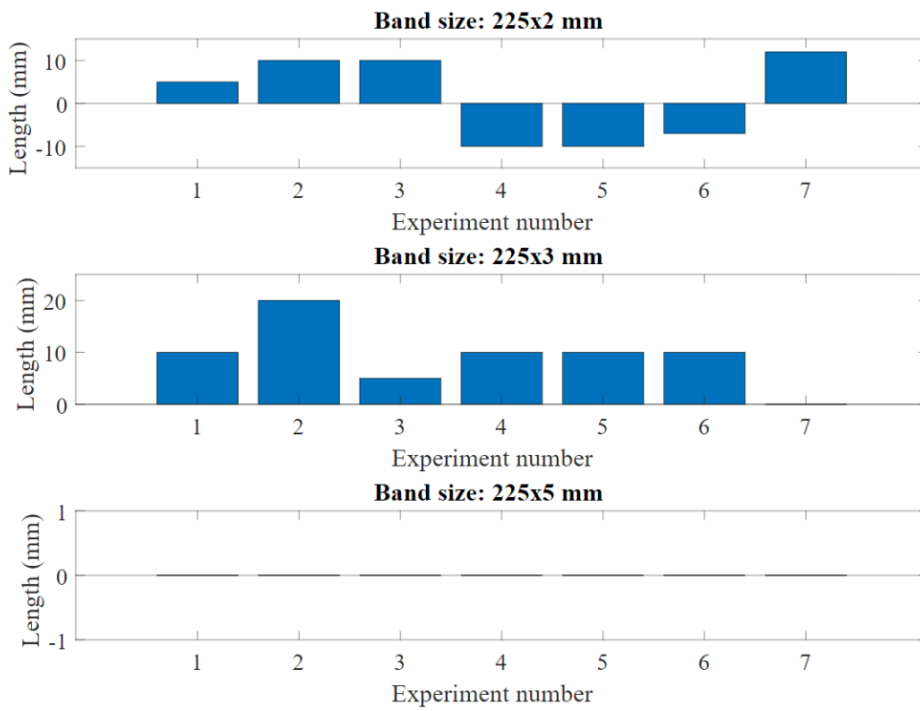 Band size: 225x2 mm
Length (mm)
10
0
-10
1 2 3 4 5 6 7
Experiment number
Band size: 225x3 mm
Length (mm)
20
10
0
1 2 3 4 5 6 7
Experiment number
Band size: 225x5 mm
Length (mm)
1
0
-1
1 2 3 4 5 6 7
Experiment number